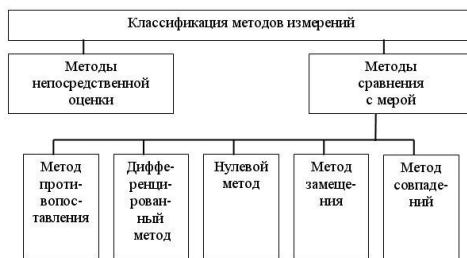 Классификация методов измерений
Методы
непосредственной
оценки
Методы
сравнения
с мерой
Метод
проти-
вопос-
тавления
Диффе-
ренци-
рован-
ный
метод
Нулевой
метод
Метод
замеще-
ния
Метод
совпаде-
ний